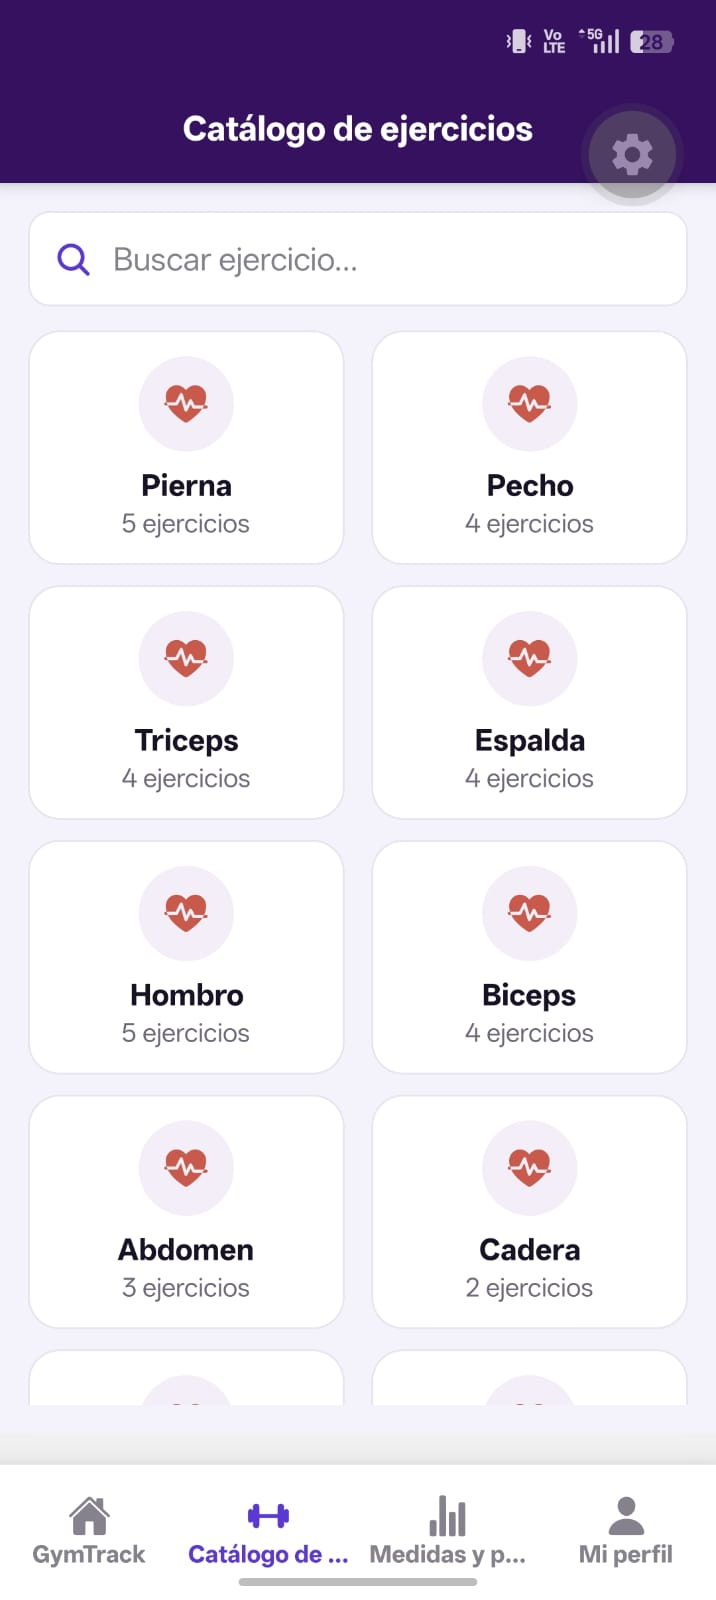 Vo
LTE
5G
28
Catálogo de ejercicios
Buscar ejercicio...
Pierna
5 ejercicios
Pecho
4 ejercicios
Triceps
4 ejercicios
Espalda
4 ejercicios
Hombro
5 ejercicios
Biceps
4 ejercicios
Abdomen
3 ejercicios
Cadera
2 ejercicios
GymTrack
Catálogo de ...
Medidas y p...
Mi perfil